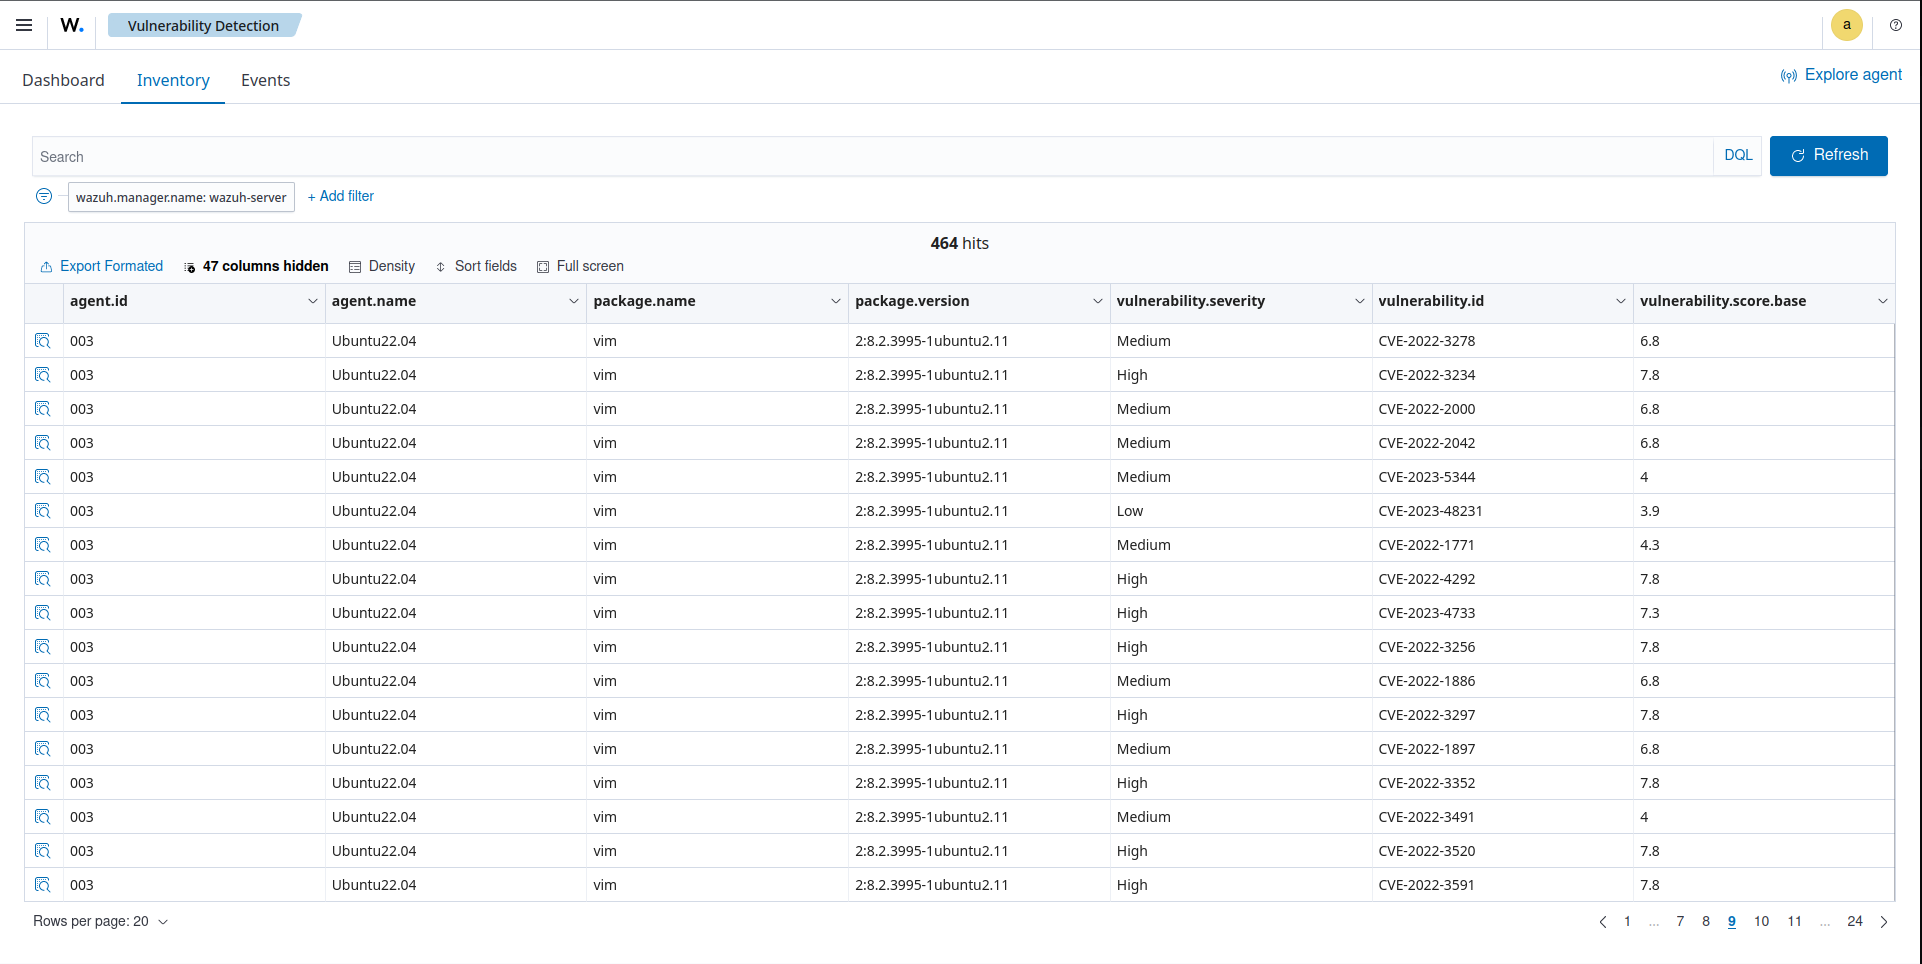 W. Vulnerability Detection a
Dashboard Inventory Events Explore agent
Search DQL Refresh
wazuh.manager.name: wazuh-server + Add filter
464 hits
Export Formated 47 columns hidden Density Sort fields Full screen
agent.id agent.name package.name package.version vulnerability.severity vulnerability.id vulnerability.score.base
003 Ubuntu22.04 vim 2:8.2.3995-1ubuntu2.11 Medium CVE-2022-3278 6.8
003 Ubuntu22.04 vim 2:8.2.3995-1ubuntu2.11 High CVE-2022-3234 7.8
003 Ubuntu22.04 vim 2:8.2.3995-1ubuntu2.11 Medium CVE-2022-2000 6.8
003 Ubuntu22.04 vim 2:8.2.3995-1ubuntu2.11 Medium CVE-2022-2042 6.8
003 Ubuntu22.04 vim 2:8.2.3995-1ubuntu2.11 Medium CVE-2023-5344 4
003 Ubuntu22.04 vim 2:8.2.3995-1ubuntu2.11 Low CVE-2023-48231 3.9
003 Ubuntu22.04 vim 2:8.2.3995-1ubuntu2.11 Medium CVE-2022-1771 4.3
003 Ubuntu22.04 vim 2:8.2.3995-1ubuntu2.11 High CVE-2022-4292 7.8
003 Ubuntu22.04 vim 2:8.2.3995-1ubuntu2.11 High CVE-2023-4733 7.3
003 Ubuntu22.04 vim 2:8.2.3995-1ubuntu2.11 High CVE-2022-3256 7.8
003 Ubuntu22.04 vim 2:8.2.3995-1ubuntu2.11 Medium CVE-2022-1886 6.8
003 Ubuntu22.04 vim 2:8.2.3995-1ubuntu2.11 High CVE-2022-3297 7.8
003 Ubuntu22.04 vim 2:8.2.3995-1ubuntu2.11 Medium CVE-2022-1897 6.8
003 Ubuntu22.04 vim 2:8.2.3995-1ubuntu2.11 High CVE-2022-3352 7.8
003 Ubuntu22.04 vim 2:8.2.3995-1ubuntu2.11 Medium CVE-2022-3491 4
003 Ubuntu22.04 vim 2:8.2.3995-1ubuntu2.11 High CVE-2022-3520 7.8
003 Ubuntu22.04 vim 2:8.2.3995-1ubuntu2.11 High CVE-2022-3591 7.8
Rows per page: 20 1 ... 7 8 9 10 11 ... 24